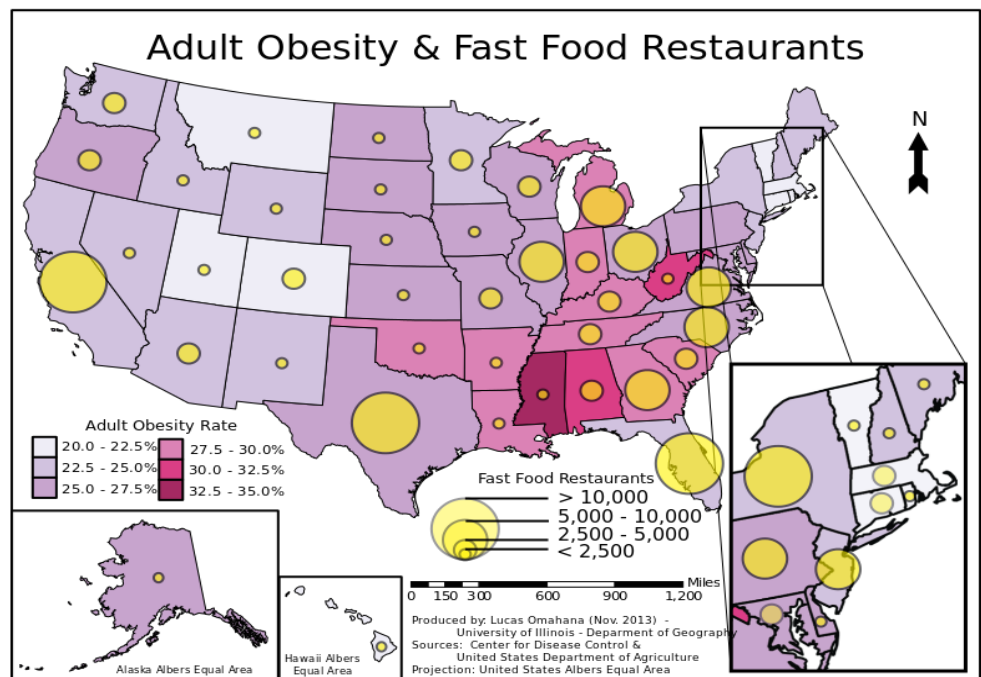 Adult Obesity & Fast Food Restaurants
N
Adult Obesity Rate
20.0 - 22.5%
22.5 - 25.0%
25.0 - 27.5%
27.5 - 30.0%
30.0 - 32.5%
32.5 - 35.0%
Fast Food Restaurants
> 10,000
5,000 - 10,000
2,500 - 5,000
< 2,500
Miles
0 150 300 600 900 1,200
Produced by: Lucas Omahana (Nov. 2013) -
University of Illinois - Deparment of Geography
Sources: Center for Disease Control &
United States Department of Agriculture
Projection: United States Albers Equal Area
Alaska Albers Equal Area
Hawaii Albers
Equal Area